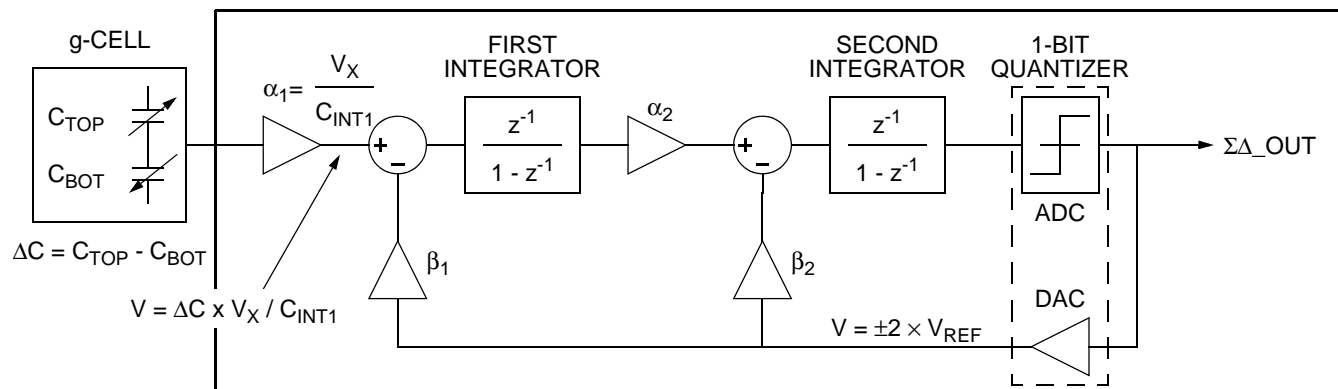 g-CELL
C_TOP
C_BOT
ΔC = C_TOP - C_BOT
α₁= V_X / C_INT1
V = ΔC x V_X / C_INT1
+
-
β₁
FIRST
INTEGRATOR
z⁻¹
1 - z⁻¹
α₂
+
-
β₂
SECOND
INTEGRATOR
z⁻¹
1 - z⁻¹
1-BIT
QUANTIZER
ADC
DAC
V = ±2 × V_REF
ΣΔ_OUT